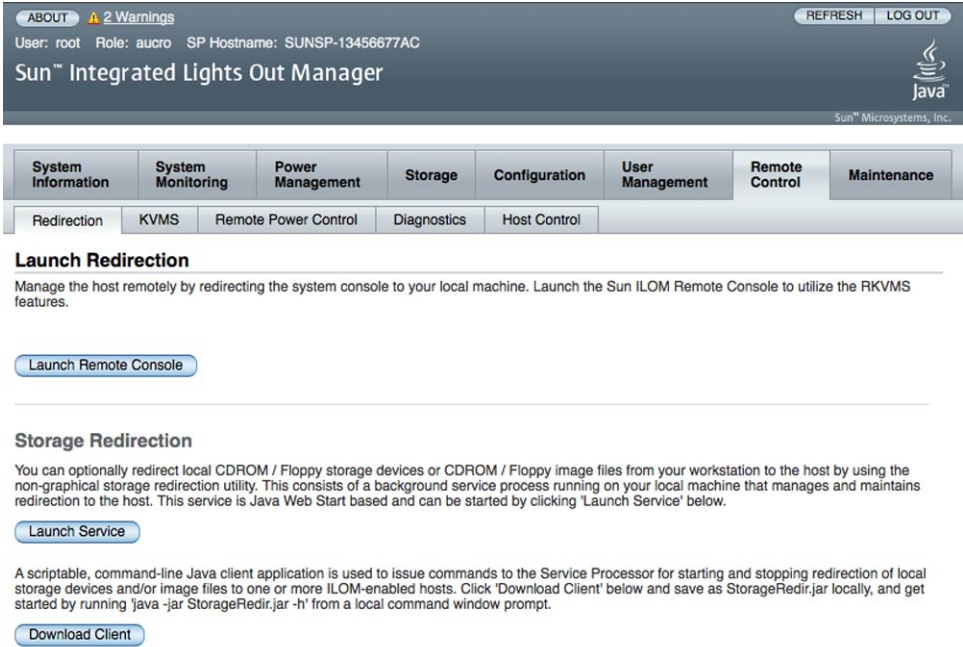 ABOUT 2 Warnings REFRESH LOG OUT
User: root Role: aucro SP Hostname: SUNSP-13456677AC
Sun™ Integrated Lights Out Manager
Java™
Sun™ Microsystems, Inc.
System Information System Monitoring Power Management Storage Configuration User Management Remote Control Maintenance
Redirection KVMS Remote Power Control Diagnostics Host Control
Launch Redirection
Manage the host remotely by redirecting the system console to your local machine. Launch the Sun ILOM Remote Console to utilize the RKVMS
features.
Launch Remote Console
Storage Redirection
You can optionally redirect local CDROM / Floppy storage devices or CDROM / Floppy image files from your workstation to the host by using the
non-graphical storage redirection utility. This consists of a background service process running on your local machine that manages and maintains
redirection to the host. This service is Java Web Start based and can be started by clicking 'Launch Service' below.
Launch Service
A scriptable, command-line Java client application is used to issue commands to the Service Processor for starting and stopping redirection of local
storage devices and/or image files to one or more ILOM-enabled hosts. Click 'Download Client' below and save as StorageRedir.jar locally, and get
started by running 'java -jar StorageRedir.jar -h' from a local command window prompt.
Download Client